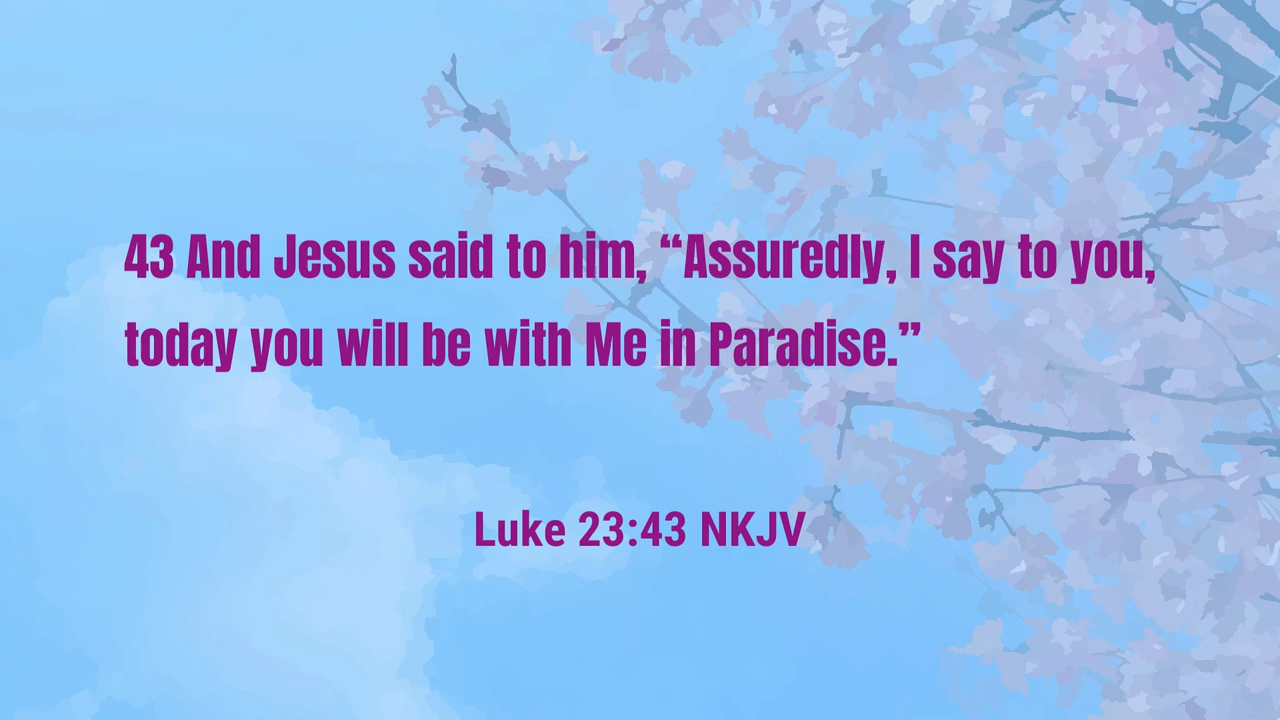 43 And Jesus said to him, “Assuredly, I say to you,
today you will be with Me in Paradise.”
Luke 23:43 NKJV